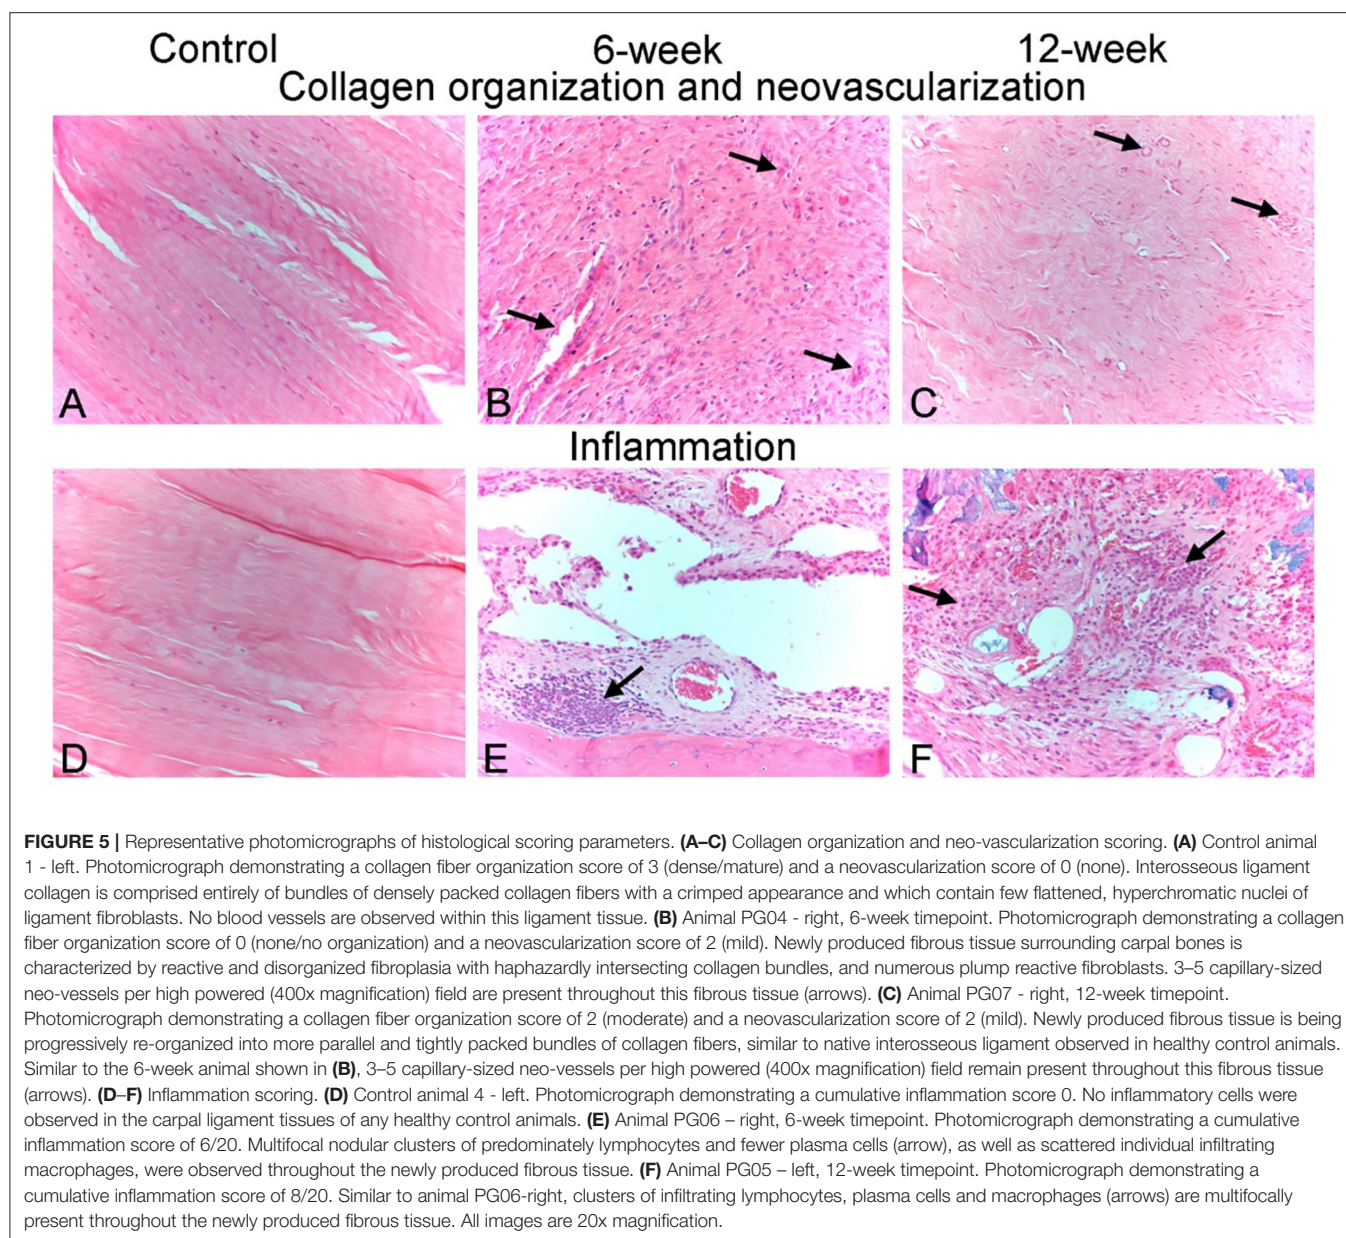 Control 6-week 12-week
Collagen organization and neovascularization
A B C
Inflammation
D E F
FIGURE 5 | Representative photomicrographs of histological scoring parameters. (A–C) Collagen organization and neo-vascularization scoring. (A) Control animal
1 - left. Photomicrograph demonstrating a collagen fiber organization score of 3 (dense/mature) and a neovascularization score of 0 (none). Interosseous ligament
collagen is comprised entirely of bundles of densely packed collagen fibers with a crimped appearance and which contain few flattened, hyperchromatic nuclei of
ligament fibroblasts. No blood vessels are observed within this ligament tissue. (B) Animal PG04 - right, 6-week timepoint. Photomicrograph demonstrating a collagen
fiber organization score of 0 (none/no organization) and a neovascularization score of 2 (mild). Newly produced fibrous tissue surrounding carpal bones is
characterized by reactive and disorganized fibroplasia with haphazardly intersecting collagen bundles, and numerous plump reactive fibroblasts. 3–5 capillary-sized
neo-vessels per high powered (400x magnification) field are present throughout this fibrous tissue (arrows). (C) Animal PG07 - right, 12-week timepoint.
Photomicrograph demonstrating a collagen fiber organization score of 2 (moderate) and a neovascularization score of 2 (mild). Newly produced fibrous tissue is being
progressively re-organized into more parallel and tightly packed bundles of collagen fibers, similar to native interosseous ligament observed in healthy control animals.
Similar to the 6-week animal shown in (B), 3–5 capillary-sized neo-vessels per high powered (400x magnification) field remain present throughout this fibrous tissue
(arrows). (D–F) Inflammation scoring. (D) Control animal 4 - left. Photomicrograph demonstrating a cumulative inflammation score 0. No inflammatory cells were
observed in the carpal ligament tissues of any healthy control animals. (E) Animal PG06 – right, 6-week timepoint. Photomicrograph demonstrating a cumulative
inflammation score of 6/20. Multifocal nodular clusters of predominately lymphocytes and fewer plasma cells (arrow), as well as scattered individual infiltrating
macrophages, were observed throughout the newly produced fibrous tissue. (F) Animal PG05 – left, 12-week timepoint. Photomicrograph demonstrating a
cumulative inflammation score of 8/20. Similar to animal PG06-right, clusters of infiltrating lymphocytes, plasma cells and macrophages (arrows) are multifocally
present throughout the newly produced fibrous tissue. All images are 20x magnification.